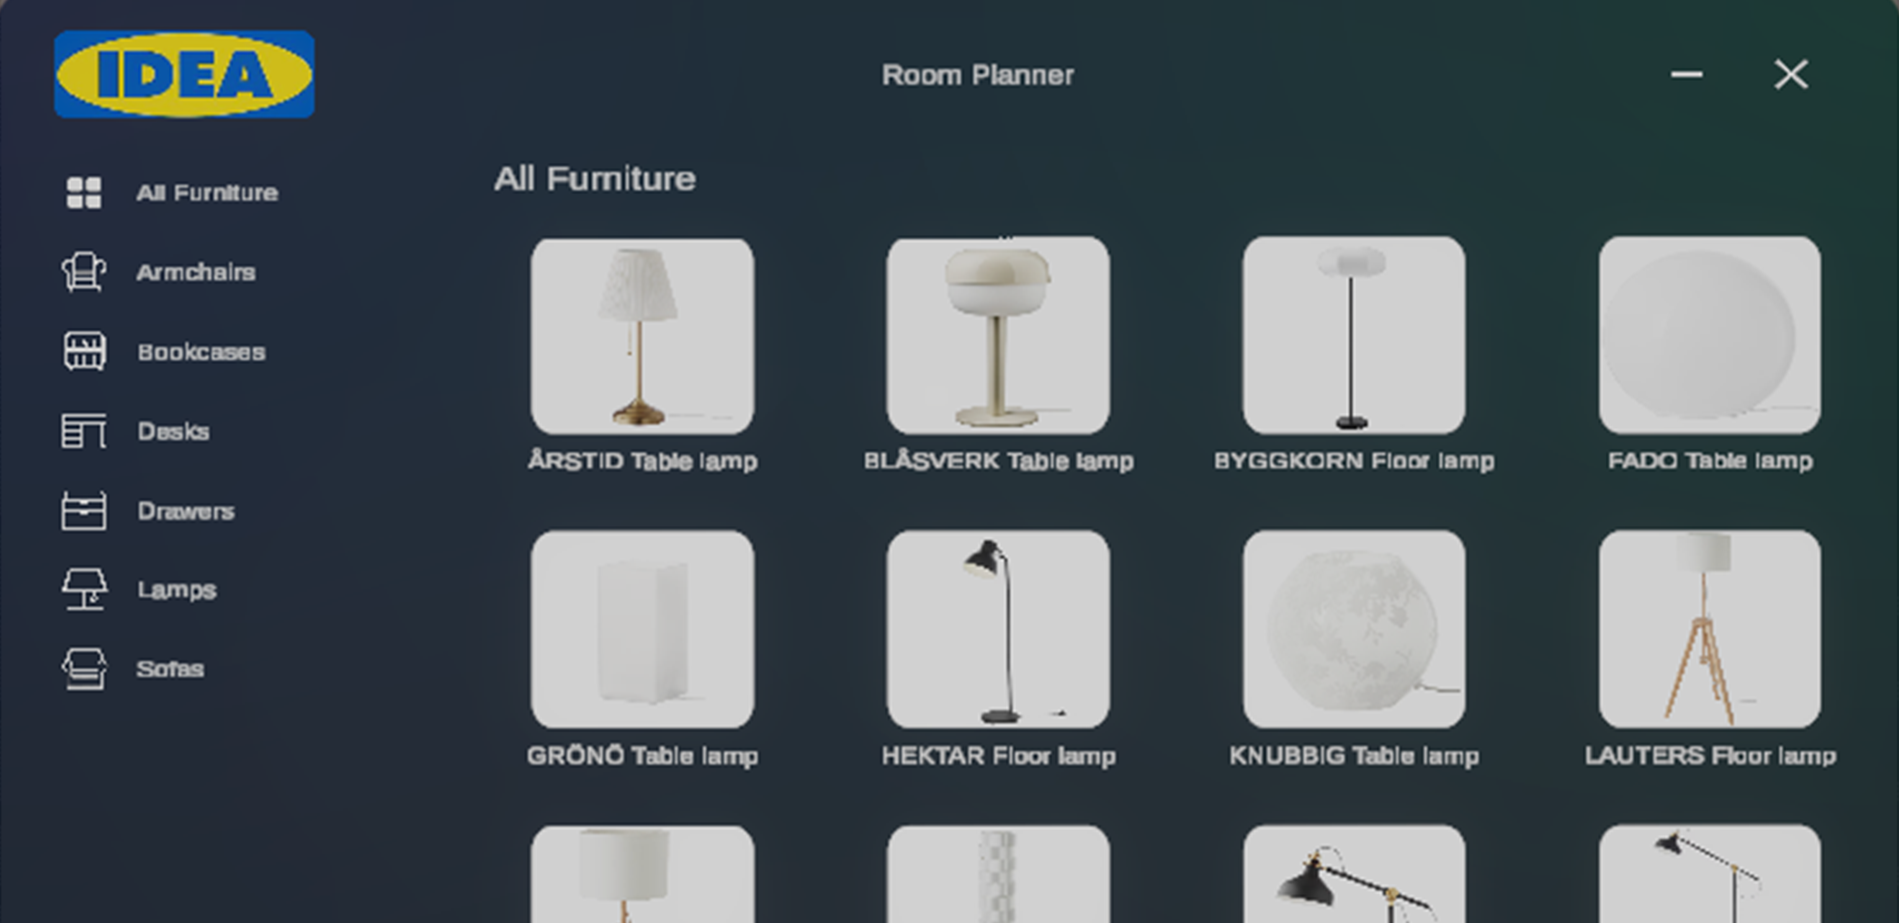 IDEA
Room Planner
All Furniture
Armchairs
Bookcases
Desks
Drawers
Lamps
Sofas
All Furniture
ÅRSTID Table lamp
BLÅSVERK Table lamp
BYGGKORN Floor lamp
FADO Table lamp
GRÖNÖ Table lamp
HEKTAR Floor lamp
KNUBBIG Table lamp
LAUTERS Floor lamp